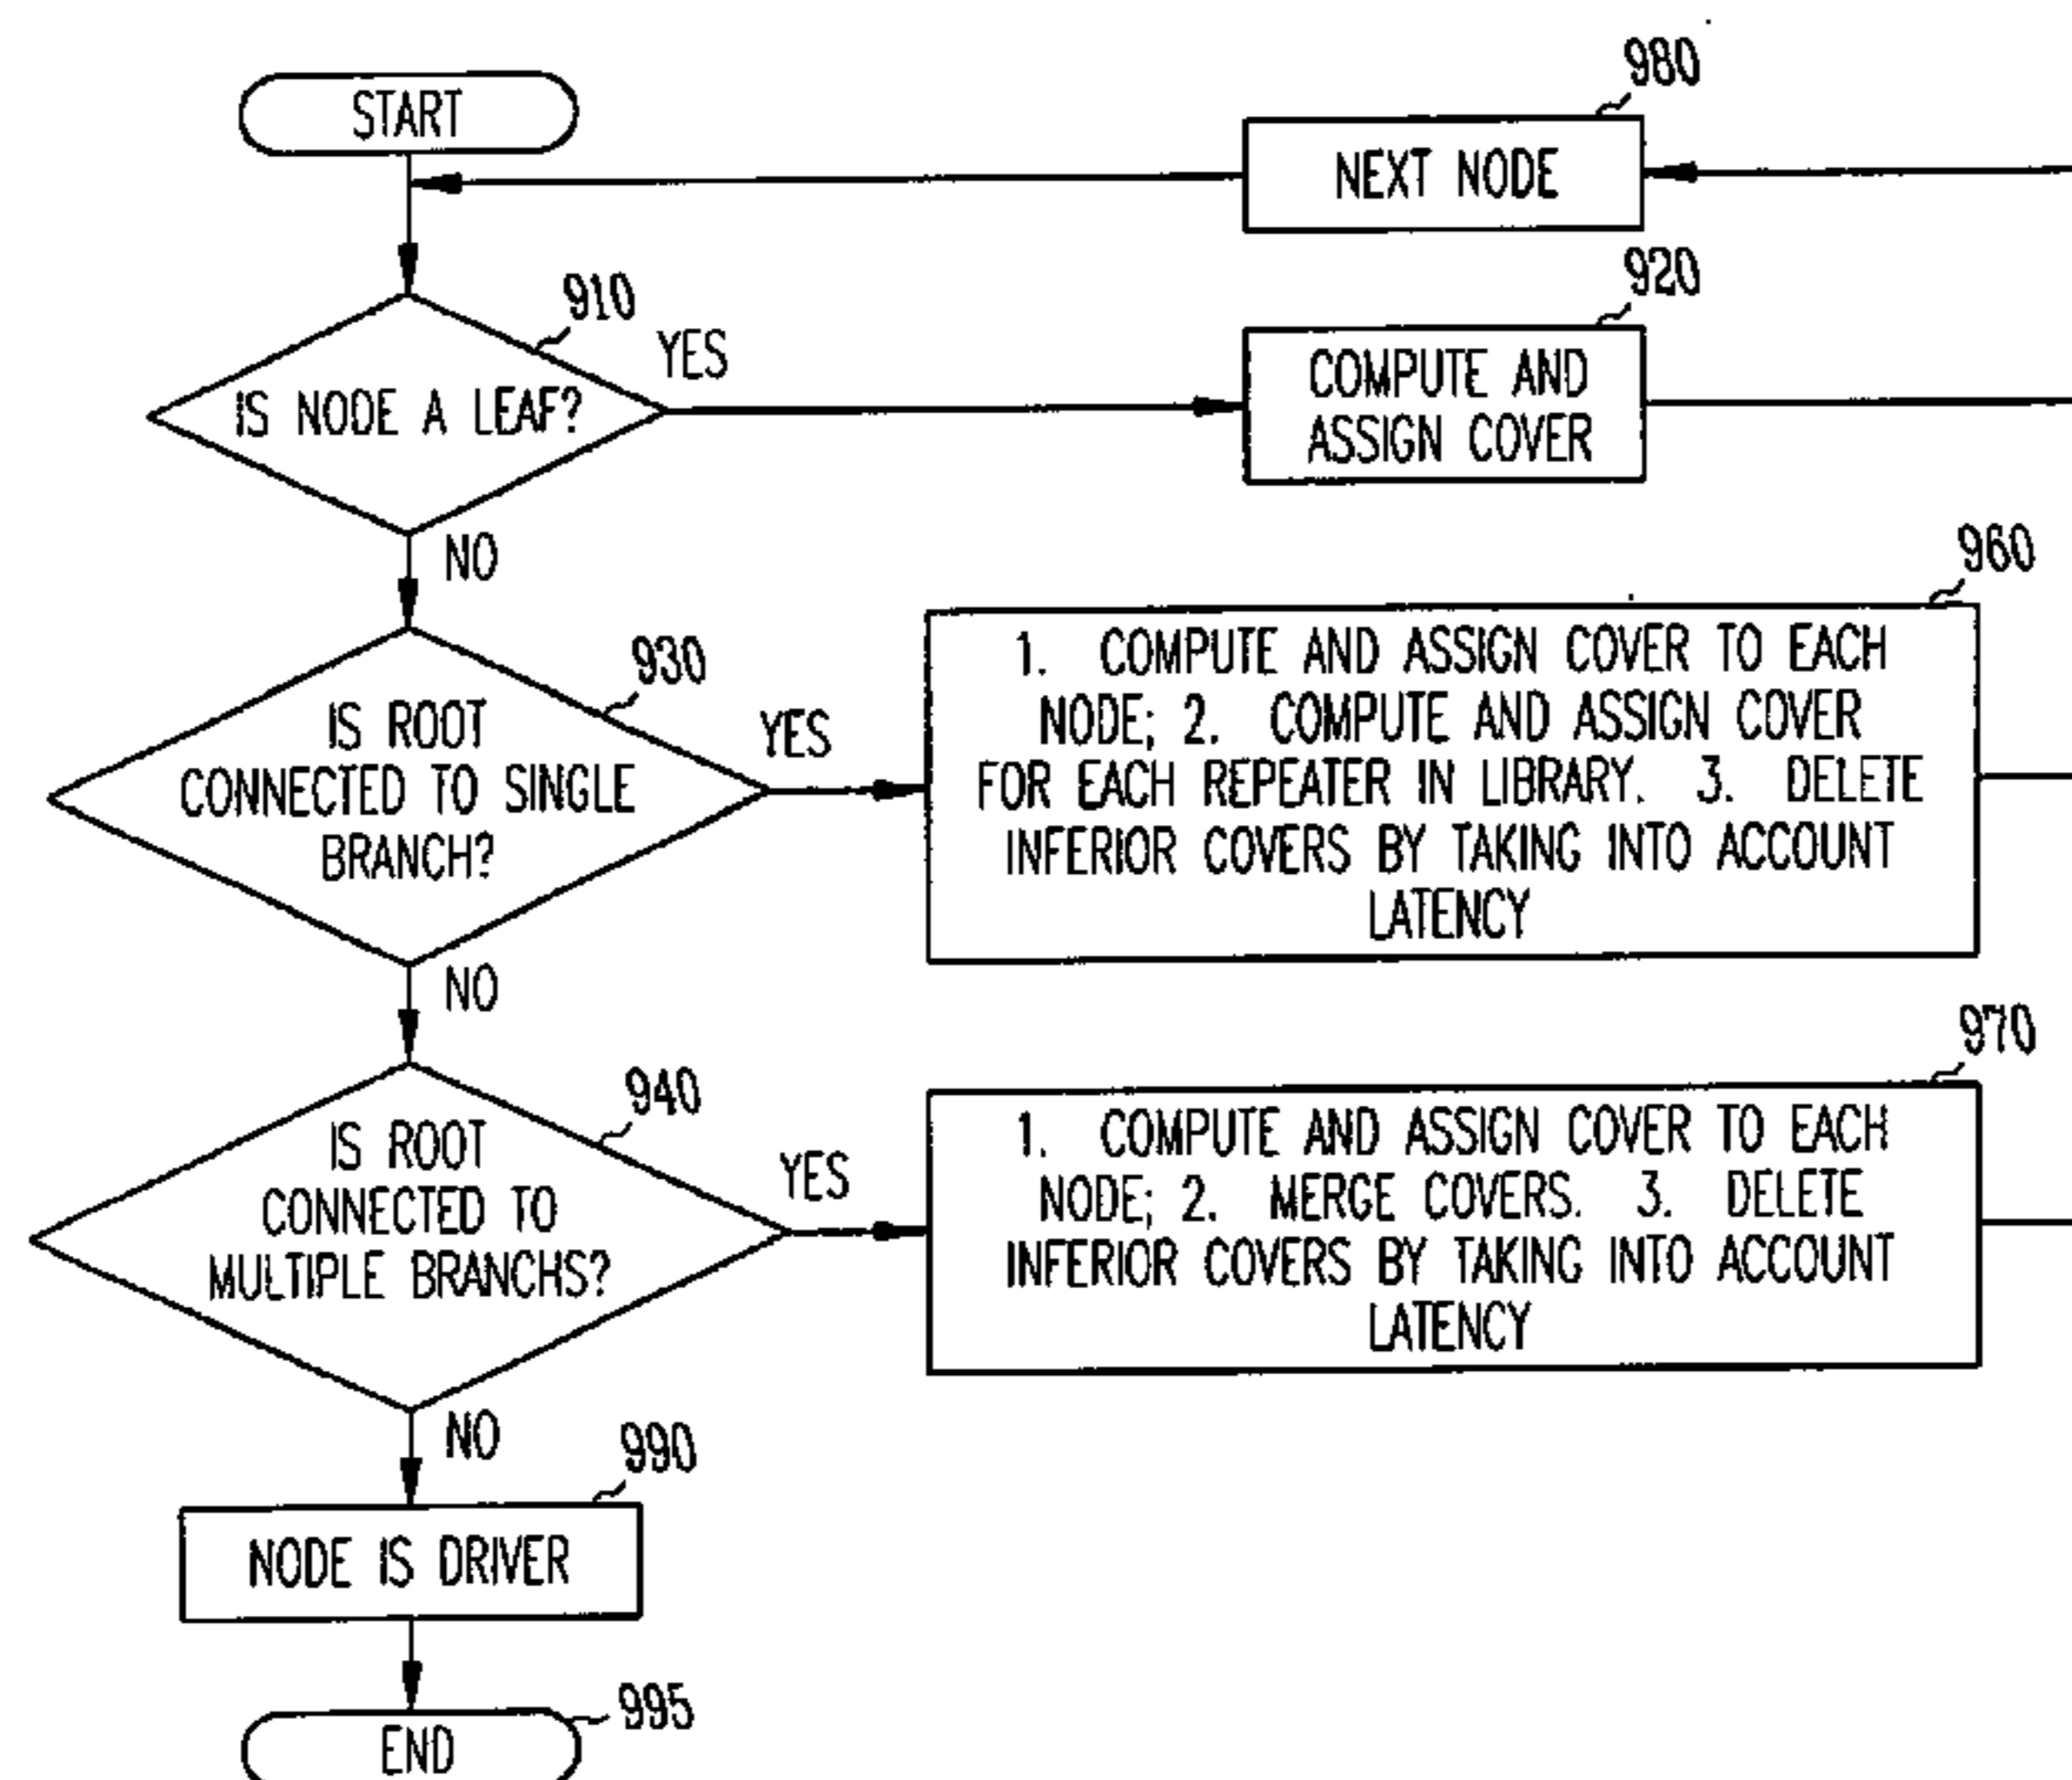 START
980
NEXT NODE
910
IS NODE A LEAF?
YES
920
COMPUTE AND
ASSIGN COVER
NO
930
IS ROOT
CONNECTED TO SINGLE
BRANCH?
YES
960
1. COMPUTE AND ASSIGN COVER TO EACH
NODE; 2. COMPUTE AND ASSIGN COVER
FOR EACH REPEATER IN LIBRARY. 3. DELETE
INFERIOR COVERS BY TAKING INTO ACCOUNT
LATENCY
NO
940
IS ROOT
CONNECTED TO
MULTIPLE BRANCHS?
YES
970
1. COMPUTE AND ASSIGN COVER TO EACH
NODE; 2. MERGE COVERS. 3. DELETE
INFERIOR COVERS BY TAKING INTO ACCOUNT
LATENCY
NO
990
NODE IS DRIVER
995
END